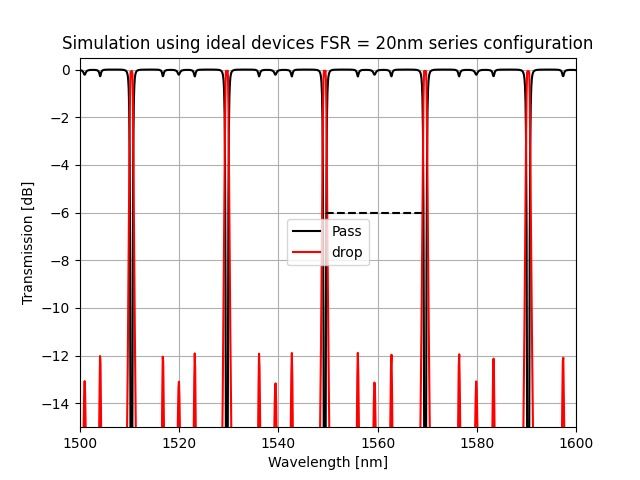 Simulation using ideal devices FSR = 20nm series configuration
Transmission [dB]
0
−2
−4
−6
−8
−10
−12
−14
Pass
drop
1500 1520 1540 1560 1580 1600
Wavelength [nm]